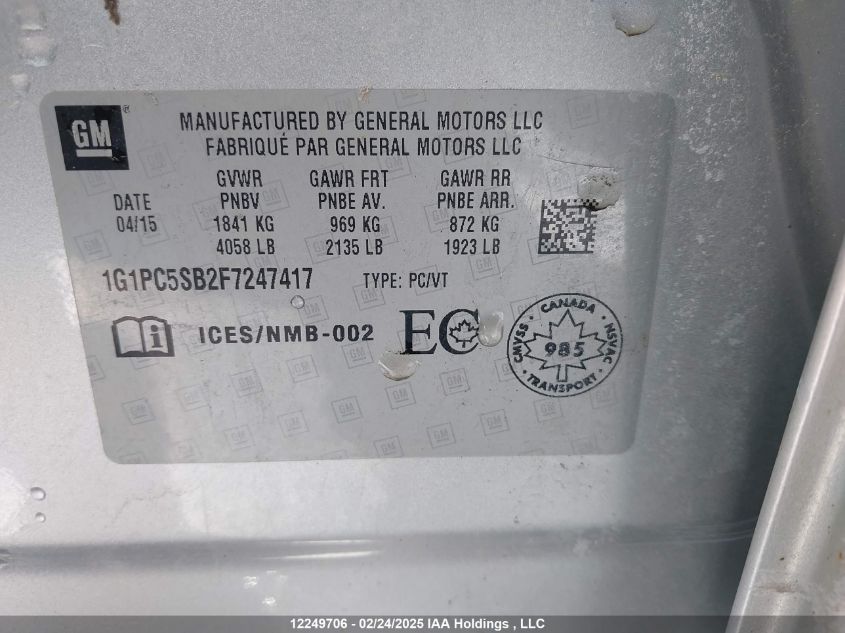 GM
MANUFACTURED BY GENERAL MOTORS LLC
FABRIQUÉ PAR GENERAL MOTORS LLC
GVWR GAWR FRT GAWR RR
DATE PNBV PNBE AV. PNBE ARR.
04/15 1841 KG 969 KG 872 KG
4058 LB 2135 LB 1923 LB
1G1PC5SB2F7247417 TYPE: PC/VT
ICES/NMB-002 EC
CANADA
CMVSS 985 NSVAC
TRANSPORT
12249706 - 02/24/2025 IAA Holdings , LLC